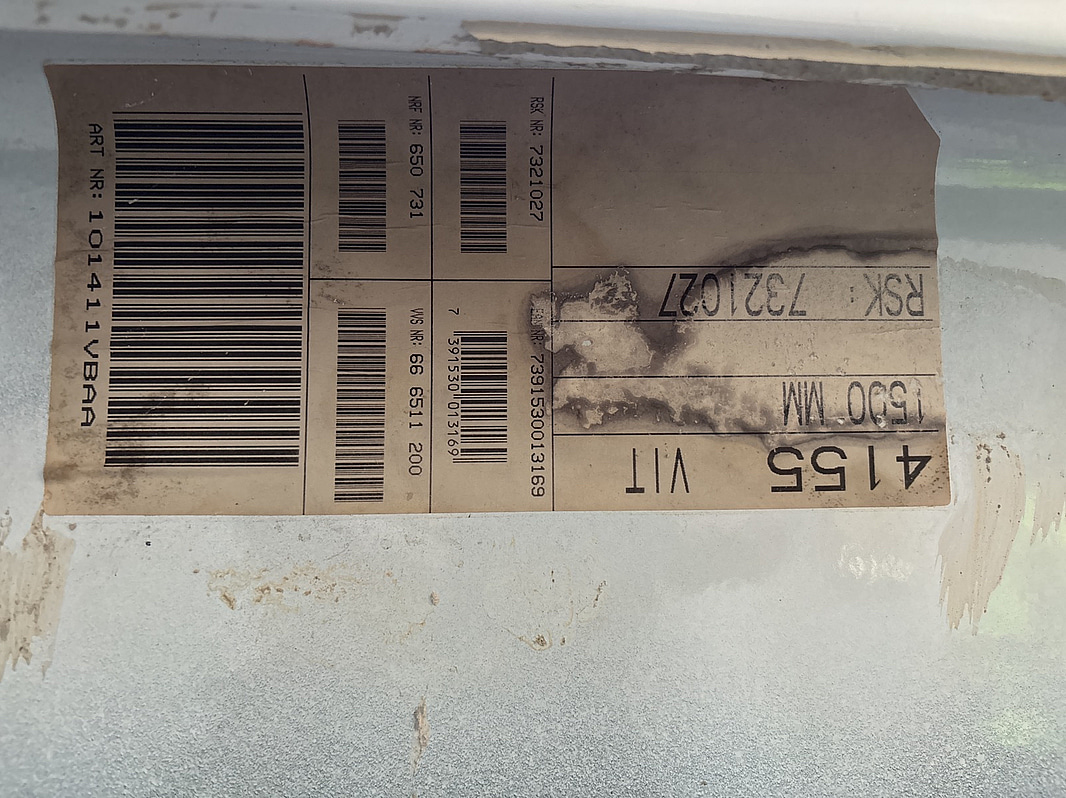 4155 VIT
1500 MM
RSK: 7321027
RSK NR: 7321027
EAN NR: 7391530013169
7 391530 013169
NRF NR: 650 731
VVS NR: 66 6511 200
ART NR: 101411VBAA